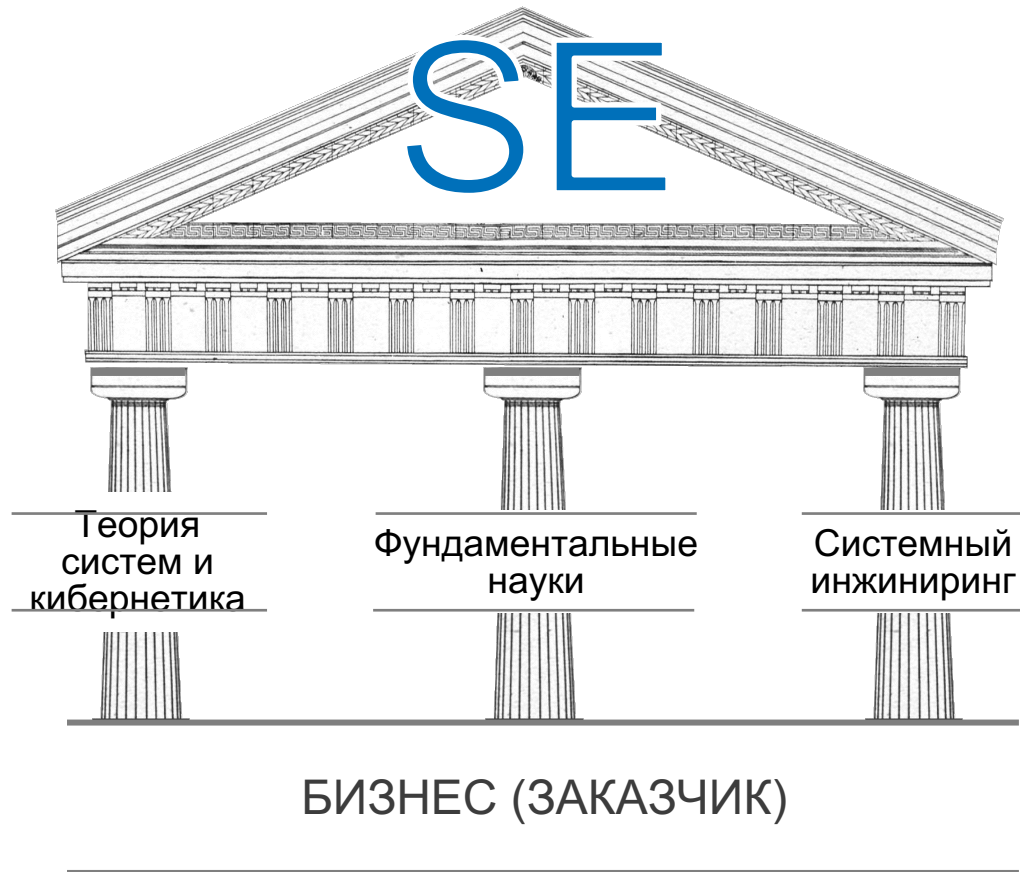 SE
Теория
систем и
кибернетика
Фундаментальные
науки
Системный
инжиниринг
БИЗНЕС (ЗАКАЗЧИК)